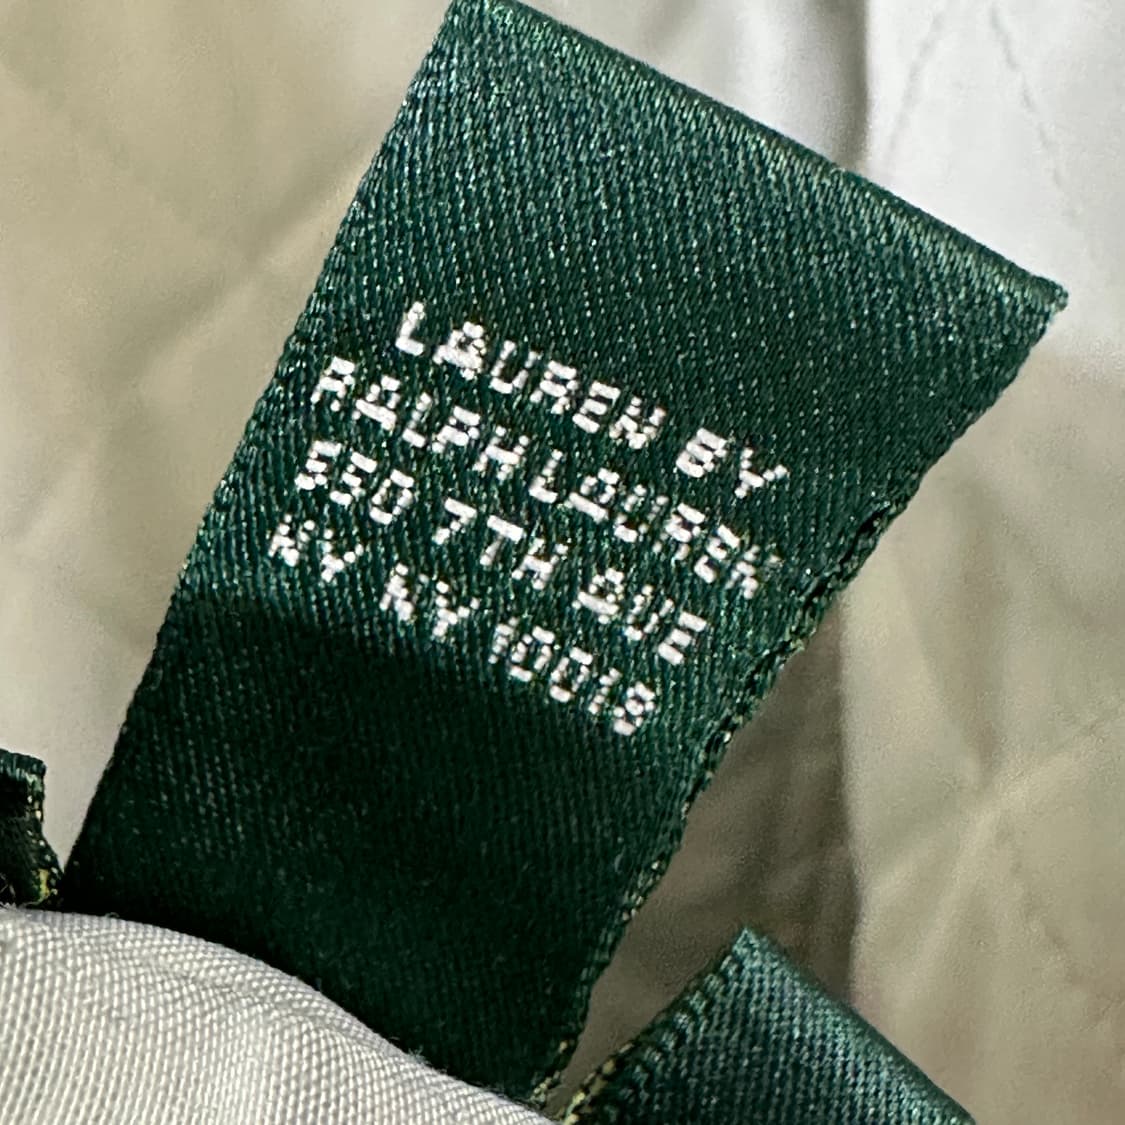 LAUREN BY
RALPH LAUREN
550 7TH AVE
NY NY 10018